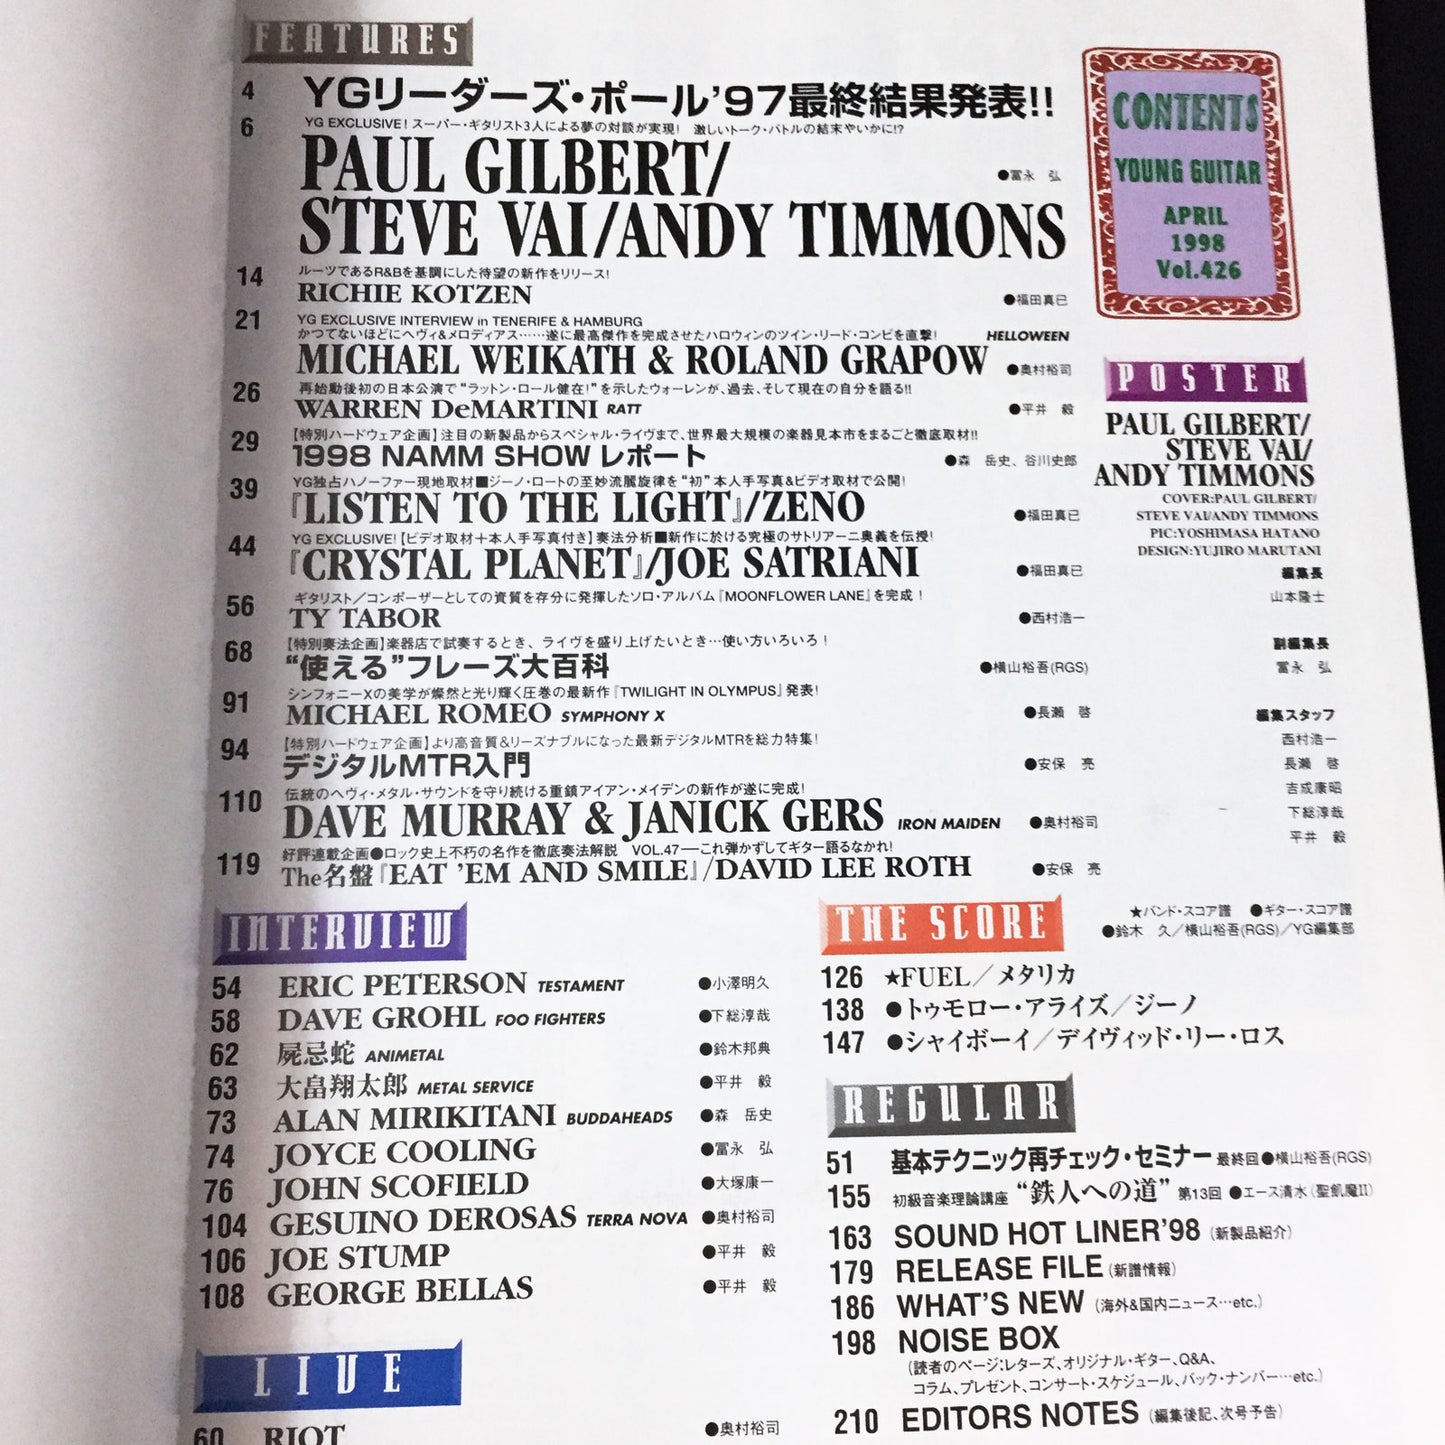 FEATURES
4 YGリーダーズ・ポール'97最終結果発表!!
6 YG EXCLUSIVE! スーパー・ギタリスト3人による夢の対談が実現! 激しいトーク・バトルの結末やいかに!?
PAUL GILBERT/ ●冨永 弘
STEVE VAI/ANDY TIMMONS
14 ルーツであるR&Bを基調にした待望の新作をリリース!
RICHIE KOTZEN ●福田真已
21 YG EXCLUSIVE INTERVIEW in TENERIFE & HAMBURG
かつてないほどにヘヴィ&メロディアス……遂に最高傑作を完成させたハロウィンのツイン・リード・コンビを直撃! HELLOWEEN
MICHAEL WEIKATH & ROLAND GRAPOW ●奥村裕司
26 再始動後初の日本公演で“ラットン・ロール健在!”を示したウォーレンが、過去、そして現在の自分を語る!!
WARREN DeMARTINI RATT ●平井 毅
29 【特別ハードウェア企画】注目の新製品からスペシャル・ライヴまで、世界最大規模の楽器見本市をまるごと徹底取材!!
1998 NAMM SHOW レポート ●森 岳史、谷川史郎
39 YG独占ハノーファー現地取材■ジーノ・ロートの至妙流麗旋律を“初”本人手写真&ビデオ取材で公開!
『LISTEN TO THE LIGHT』/ZENO ●福田真已
44 YG EXCLUSIVE!【ビデオ取材+本人手写真付き】奏法分析■新作に於ける究極のサトリアーニ奥義を伝授!
『CRYSTAL PLANET』/JOE SATRIANI ●福田真已
56 ギタリスト/コンポーザーとしての資質を存分に発揮したソロ・アルバム『MOONFLOWER LANE』を完成!
TY TABOR ●西村浩一
68 【特別奏法企画】楽器店で試奏するとき、ライヴを盛り上げたいとき…使い方いろいろ!
“使える”フレーズ大百科 ●横山裕吾(RGS)
91 シンフォニーXの美学が燦然と光り輝く圧巻の最新作『TWILIGHT IN OLYMPUS』発表!
MICHAEL ROMEO SYMPHONY X ●長瀬 啓
94 【特別ハードウェア企画】より高音質&リーズナブルになった最新デジタルMTRを総力特集!
デジタルMTR入門 ●安保 亮
110 伝統のヘヴィ・メタル・サウンドを守り続ける重鎮アイアン・メイデンの新作が遂に完成!
DAVE MURRAY & JANICK GERS IRON MAIDEN ●奥村裕司
119 好評連載企画●ロック史上不朽の名作を徹底奏法解説 VOL.47―これ弾かずしてギター語るなかれ!
The名盤『EAT 'EM AND SMILE』/DAVID LEE ROTH ●安保 亮
CONTENTS
YOUNG GUITAR
APRIL
1998
Vol.426
POSTER
PAUL GILBERT/
STEVE VAI/
ANDY TIMMONS
COVER:PAUL GILBERT/
STEVE VAI/ANDY TIMMONS
PIC:YOSHIMASA HATANO
DESIGN:YUJIRO MARUTANI
編集長
山本隆士
副編集長
冨永 弘
編集スタッフ
西村浩一
長瀬 啓
吉成康昭
下総淳哉
平井 毅
INTERVIEW
54 ERIC PETERSON TESTAMENT ●小澤明久
58 DAVE GROHL FOO FIGHTERS ●下総淳哉
62 屍忌蛇 ANIMETAL ●鈴木邦典
63 大畠翔太郎 METAL SERVICE ●平井 毅
73 ALAN MIRIKITANI BUDDAHEADS ●森 岳史
74 JOYCE COOLING ●冨永 弘
76 JOHN SCOFIELD ●大塚康一
104 GESUINO DEROSAS TERRA NOVA ●奥村裕司
106 JOE STUMP ●平井 毅
108 GEORGE BELLAS ●平井 毅
LIVE
60 RIOT ●奥村裕司
THE SCORE
★バンド・スコア譜 ●ギター・スコア譜
●鈴木 久/横山裕吾(RGS)/YG編集部
126 ★FUEL/メタリカ
138 ●トゥモロー・アライズ/ジーノ
147 ●シャイボーイ/デイヴィッド・リー・ロス
REGULAR
51 基本テクニック再チェック・セミナー 最終回●横山裕吾(RGS)
155 初級音楽理論講座“鉄人への道”第13回 ●エース清水(聖飢魔II)
163 SOUND HOT LINER'98 (新製品紹介)
179 RELEASE FILE (新譜情報)
186 WHAT'S NEW (海外&国内ニュース…etc.)
198 NOISE BOX
(読者のページ:レターズ、オリジナル・ギター、Q&A、
コラム、プレゼント、コンサート・スケジュール、バック・ナンバー…etc.)
210 EDITORS NOTES (編集後記、次号予告)